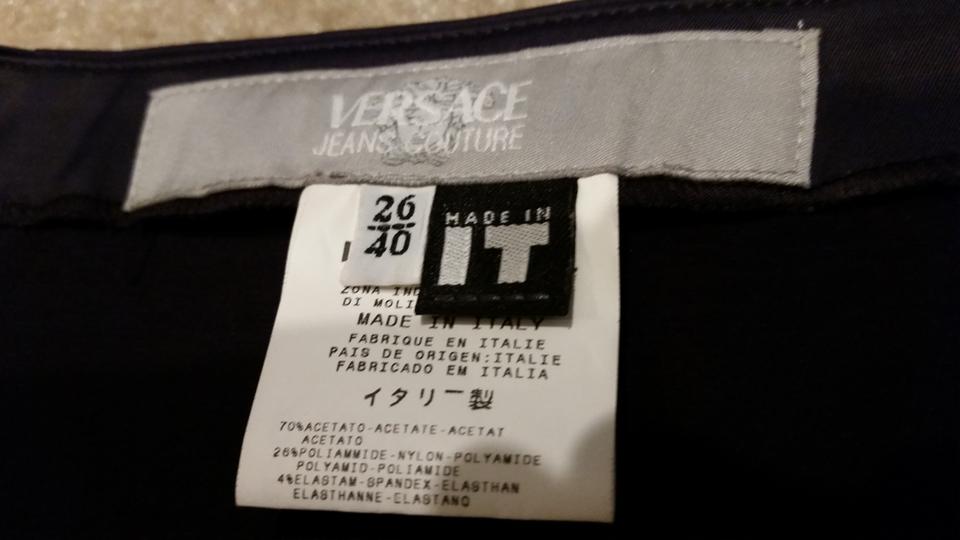 VERSACE
JEANS COUTURE
26
40
MADE IN
IT
ZONA IND
DI MOLI
MADE IN ITALY
FABRIQUE EN ITALIE
PAIS DE ORIGEN:ITALIE
FABRICADO EM ITALIA
イタリー製
70%ACETATO-ACETATE-ACETAT
ACETATO
26%POLIAMMIDE-NYLON-POLYAMIDE
POLYAMID-POLIAMIDE
4%ELASTAM-SPANDEX-ELASTHAN
ELASTHANNE-ELASTANO